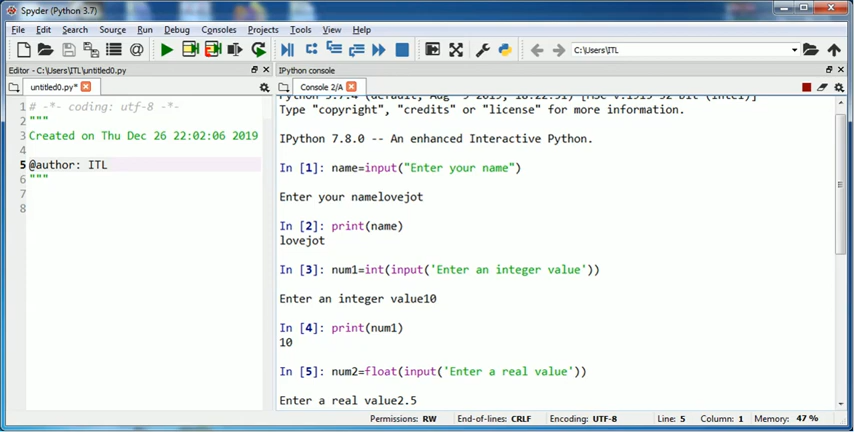 Spyder (Python 3.7)
File Edit Search Source Run Debug Consoles Projects Tools View Help
C:\Users\ITL
Editor - C:\Users\ITL\untitled0.py
IPython console
untitled0.py*
Console 2/A
1 # -*- coding: utf-8 -*-
2 """
3 Created on Thu Dec 26 22:02:06 2019
4
5 @author: ITL
6 """
7
8
Type "copyright", "credits" or "license" for more information.
IPython 7.8.0 -- An enhanced Interactive Python.
In [1]: name=input("Enter your name")
Enter your namelovejot
In [2]: print(name)
lovejot
In [3]: num1=int(input('Enter an integer value'))
Enter an integer value10
In [4]: print(num1)
10
In [5]: num2=float(input('Enter a real value'))
Enter a real value2.5
Permissions: RW End-of-lines: CRLF Encoding: UTF-8 Line: 5 Column: 1 Memory: 47 %